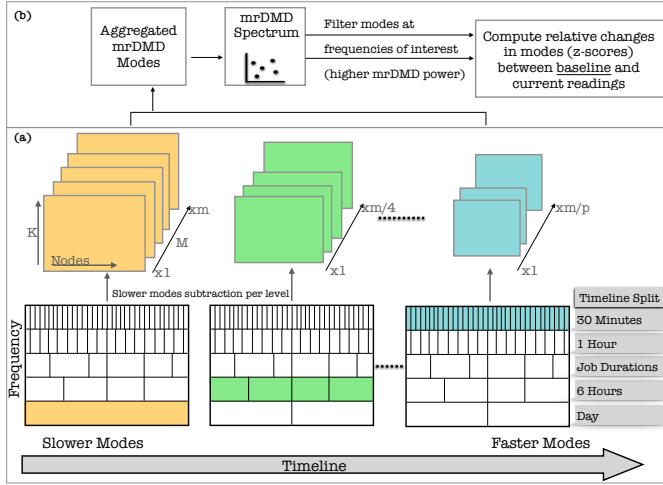 (b)
Aggregated
mrDMD
Modes
mrDMD
Spectrum
Filter modes at
frequencies of interest
(higher mrDMD power)
Compute relative changes
in modes (z-scores)
between baseline and
current readings
(a)
K
Nodes
xm
M
x1
xm/4
x1
xm/p
x1
Slower modes subtraction per level
Frequency
Timeline Split
30 Minutes
1 Hour
Job Durations
6 Hours
Day
Slower Modes
Faster Modes
Timeline